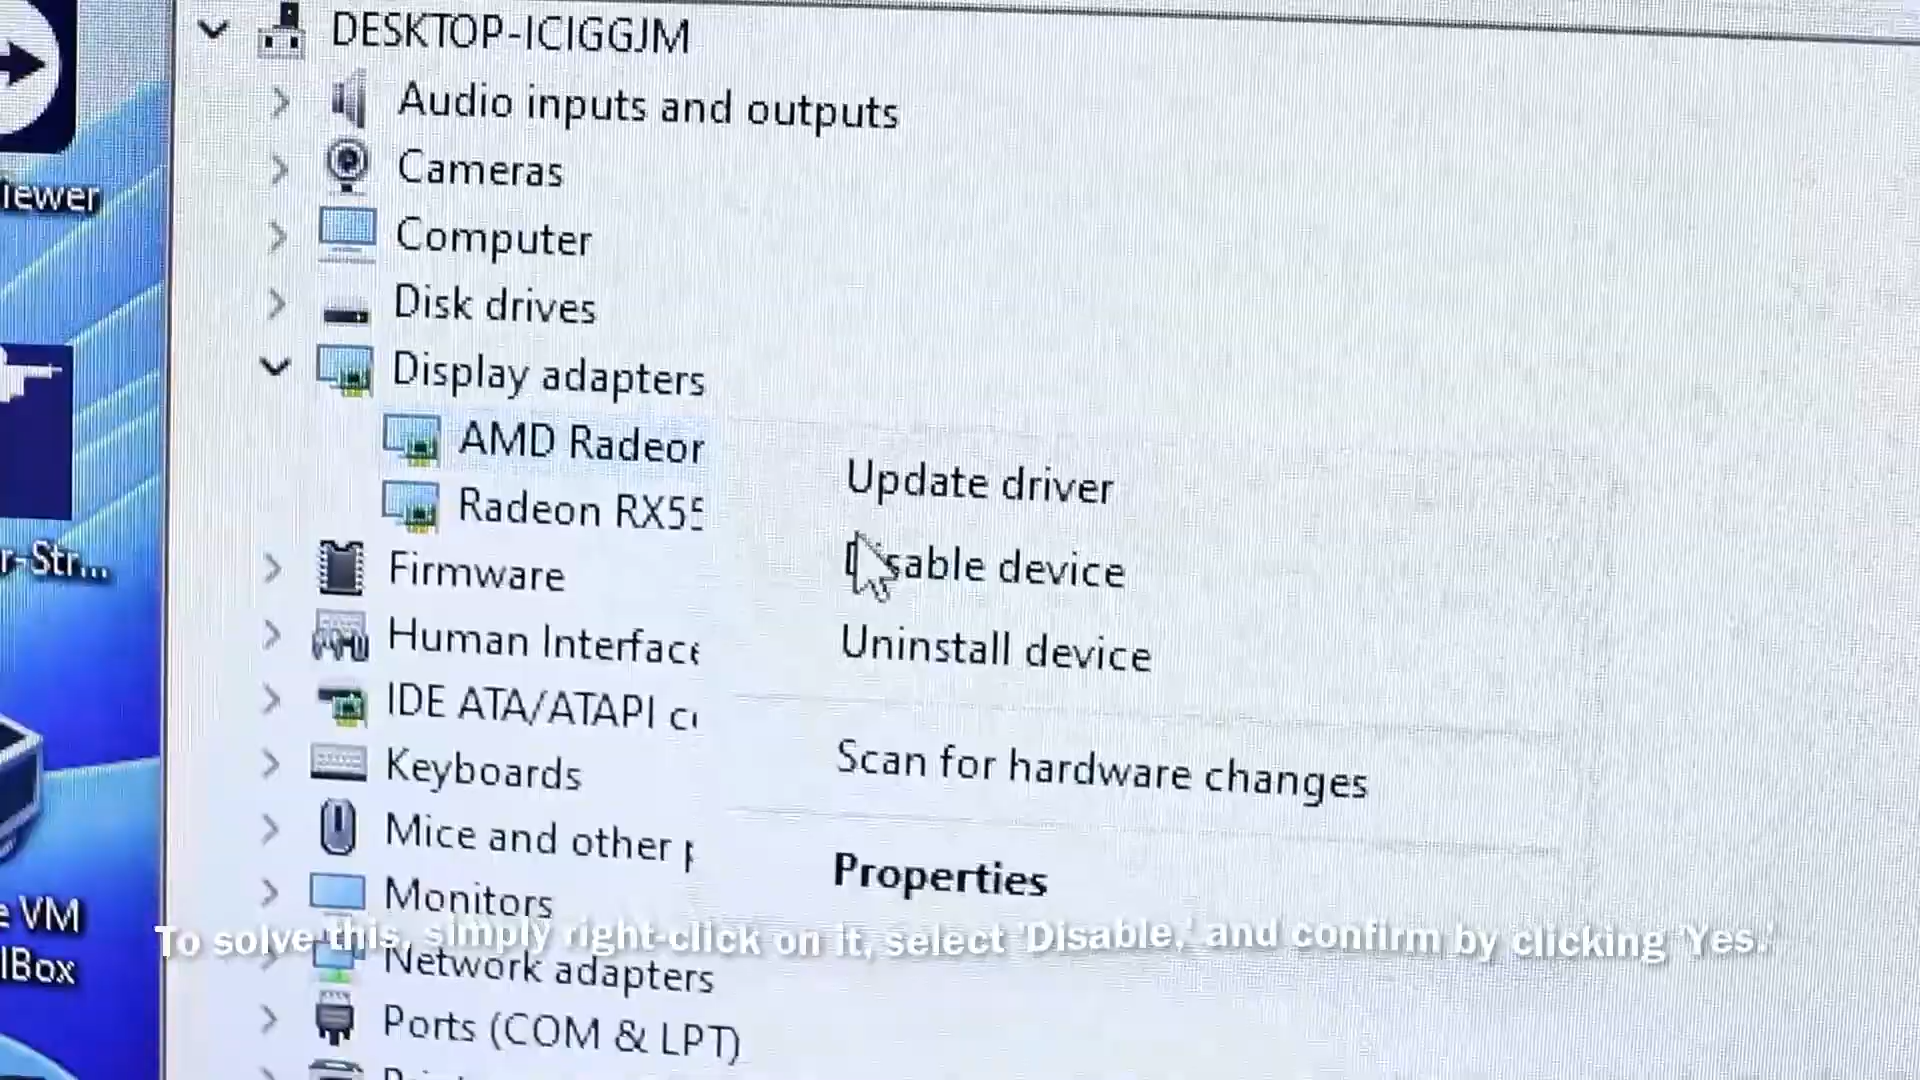 DESKTOP-ICIGGJM
Audio inputs and outputs
Cameras
Computer
Disk drives
Display adapters
AMD Radeor
Radeon RX55
Firmware
Human Interface
IDE ATA/ATAPI
Keyboards
Mice and other
Monitors
Network adapters
Ports (COM & LPT)
Update driver
Disable device
Uninstall device
Scan for hardware changes
Properties
iewer
r-Str...
e VM
lBox
To solve this, simply right-click on it, select 'Disable,' and confirm by clicking 'Yes.'